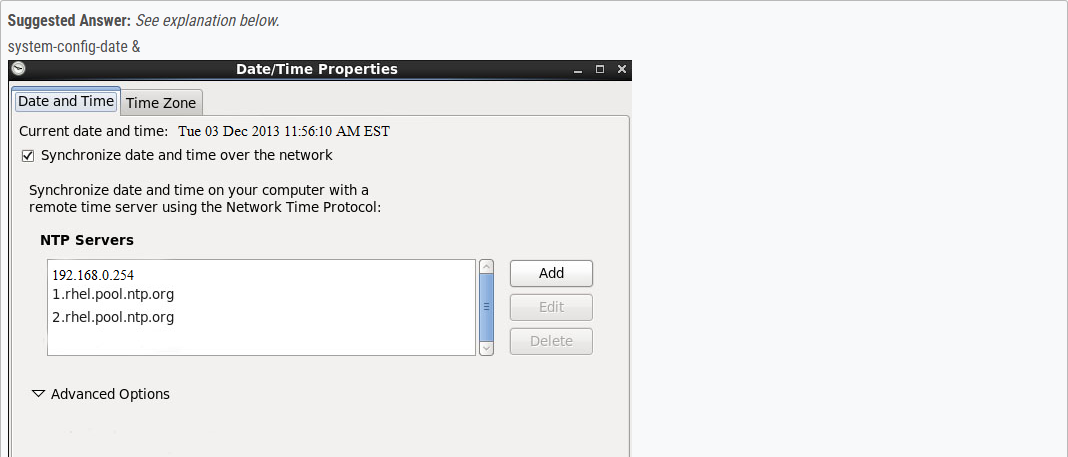 Suggested Answer: See explanation below.
system-config-date &
Date/Time Properties
Date and Time Time Zone
Current date and time: Tue 03 Dec 2013 11:56:10 AM EST
Synchronize date and time over the network
Synchronize date and time on your computer with a
remote time server using the Network Time Protocol:
NTP Servers
192.168.0.254
1.rhel.pool.ntp.org
2.rhel.pool.ntp.org
Add
Edit
Delete
Advanced Options